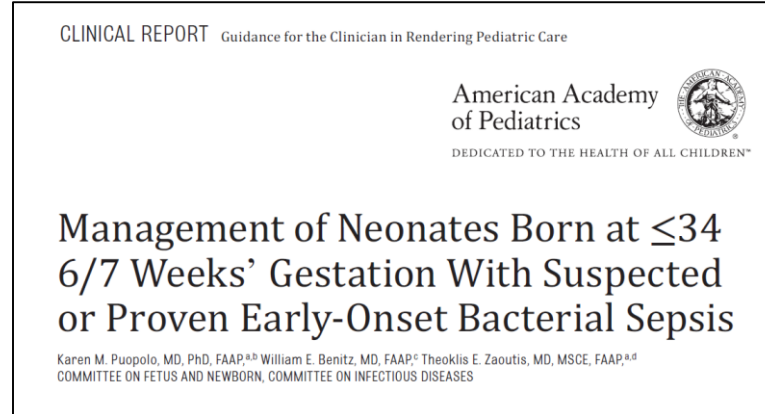 CLINICAL REPORT Guidance for the Clinician in Rendering Pediatric Care
American Academy
of Pediatrics
DEDICATED TO THE HEALTH OF ALL CHILDREN™
Management of Neonates Born at ≤34
6/7 Weeks’ Gestation With Suspected
or Proven Early-Onset Bacterial Sepsis
Karen M. Puopolo, MD, PhD, FAAP,a,b William E. Benitz, MD, FAAP,c Theoklis E. Zaoutis, MD, MSCE, FAAP,a,d
COMMITTEE ON FETUS AND NEWBORN, COMMITTEE ON INFECTIOUS DISEASES